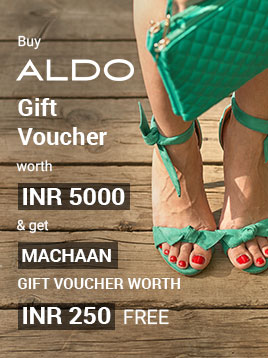 Buy
ALDO
Gift
Voucher
worth
INR 5000
& get
MACHAAN
GIFT VOUCHER WORTH
INR 250 FREE